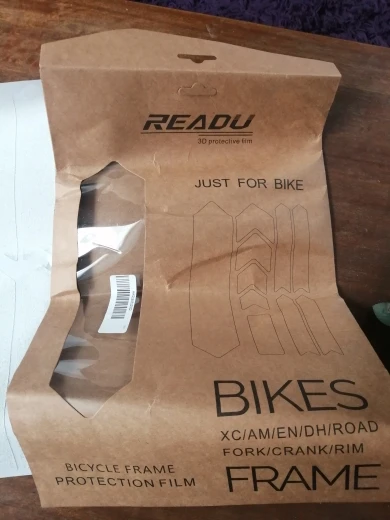 READU
3D protective film
JUST FOR BIKE
BIKES
XC/AM/EN/DH/ROAD
FORK/CRANK/RIM
FRAME
BICYCLE FRAME
PROTECTION FILM